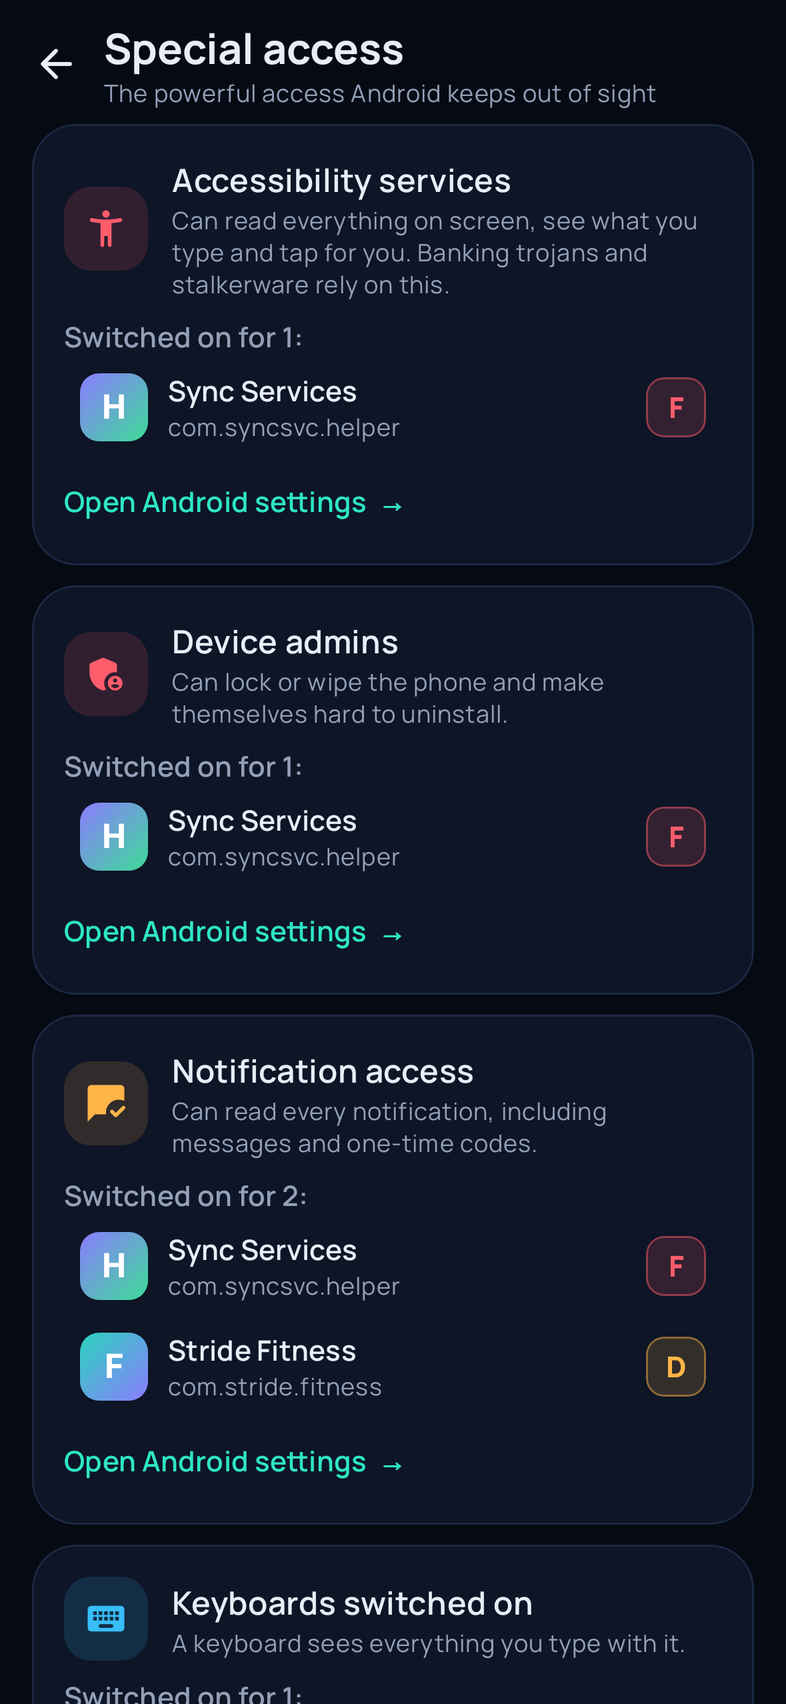 Special access
The powerful access Android keeps out of sight
Accessibility services
Can read everything on screen, see what you
type and tap for you. Banking trojans and
stalkerware rely on this.
Switched on for 1:
H
Sync Services
com.syncsvc.helper
F
Open Android settings →
Device admins
Can lock or wipe the phone and make
themselves hard to uninstall.
Switched on for 1:
H
Sync Services
com.syncsvc.helper
F
Open Android settings →
Notification access
Can read every notification, including
messages and one-time codes.
Switched on for 2:
H
Sync Services
com.syncsvc.helper
F
F
Stride Fitness
com.stride.fitness
D
Open Android settings →
Keyboards switched on
A keyboard sees everything you type with it.
Switched on for 1: